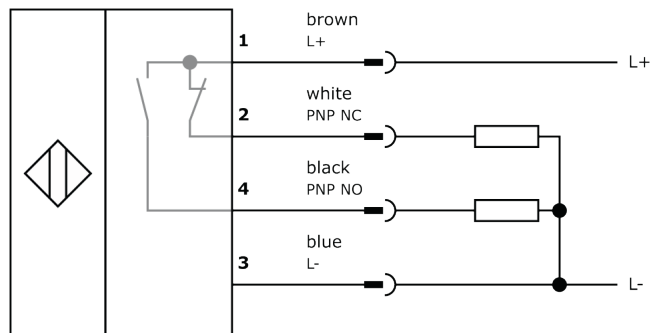 brown
1 L+
L+
white
2 PNP NC
black
4 PNP NO
blue
3 L-
L-